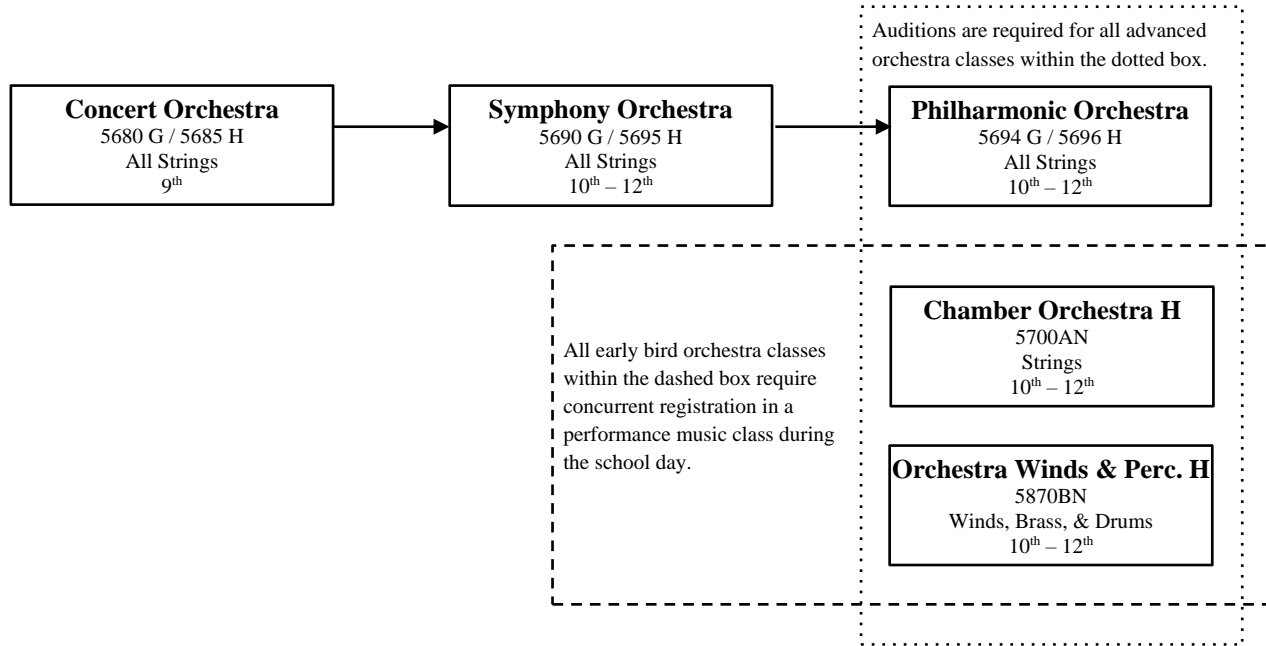 Auditions are required for all advanced
orchestra classes within the dotted box.
Concert Orchestra
5680 G / 5685 H
All Strings
9th
Symphony Orchestra
5690 G / 5695 H
All Strings
10th – 12th
Philharmonic Orchestra
5694 G / 5696 H
All Strings
10th – 12th
All early bird orchestra classes
within the dashed box require
concurrent registration in a
performance music class during
the school day.
Chamber Orchestra H
5700AN
Strings
10th – 12th
Orchestra Winds & Perc. H
5870BN
Winds, Brass, & Drums
10th – 12th